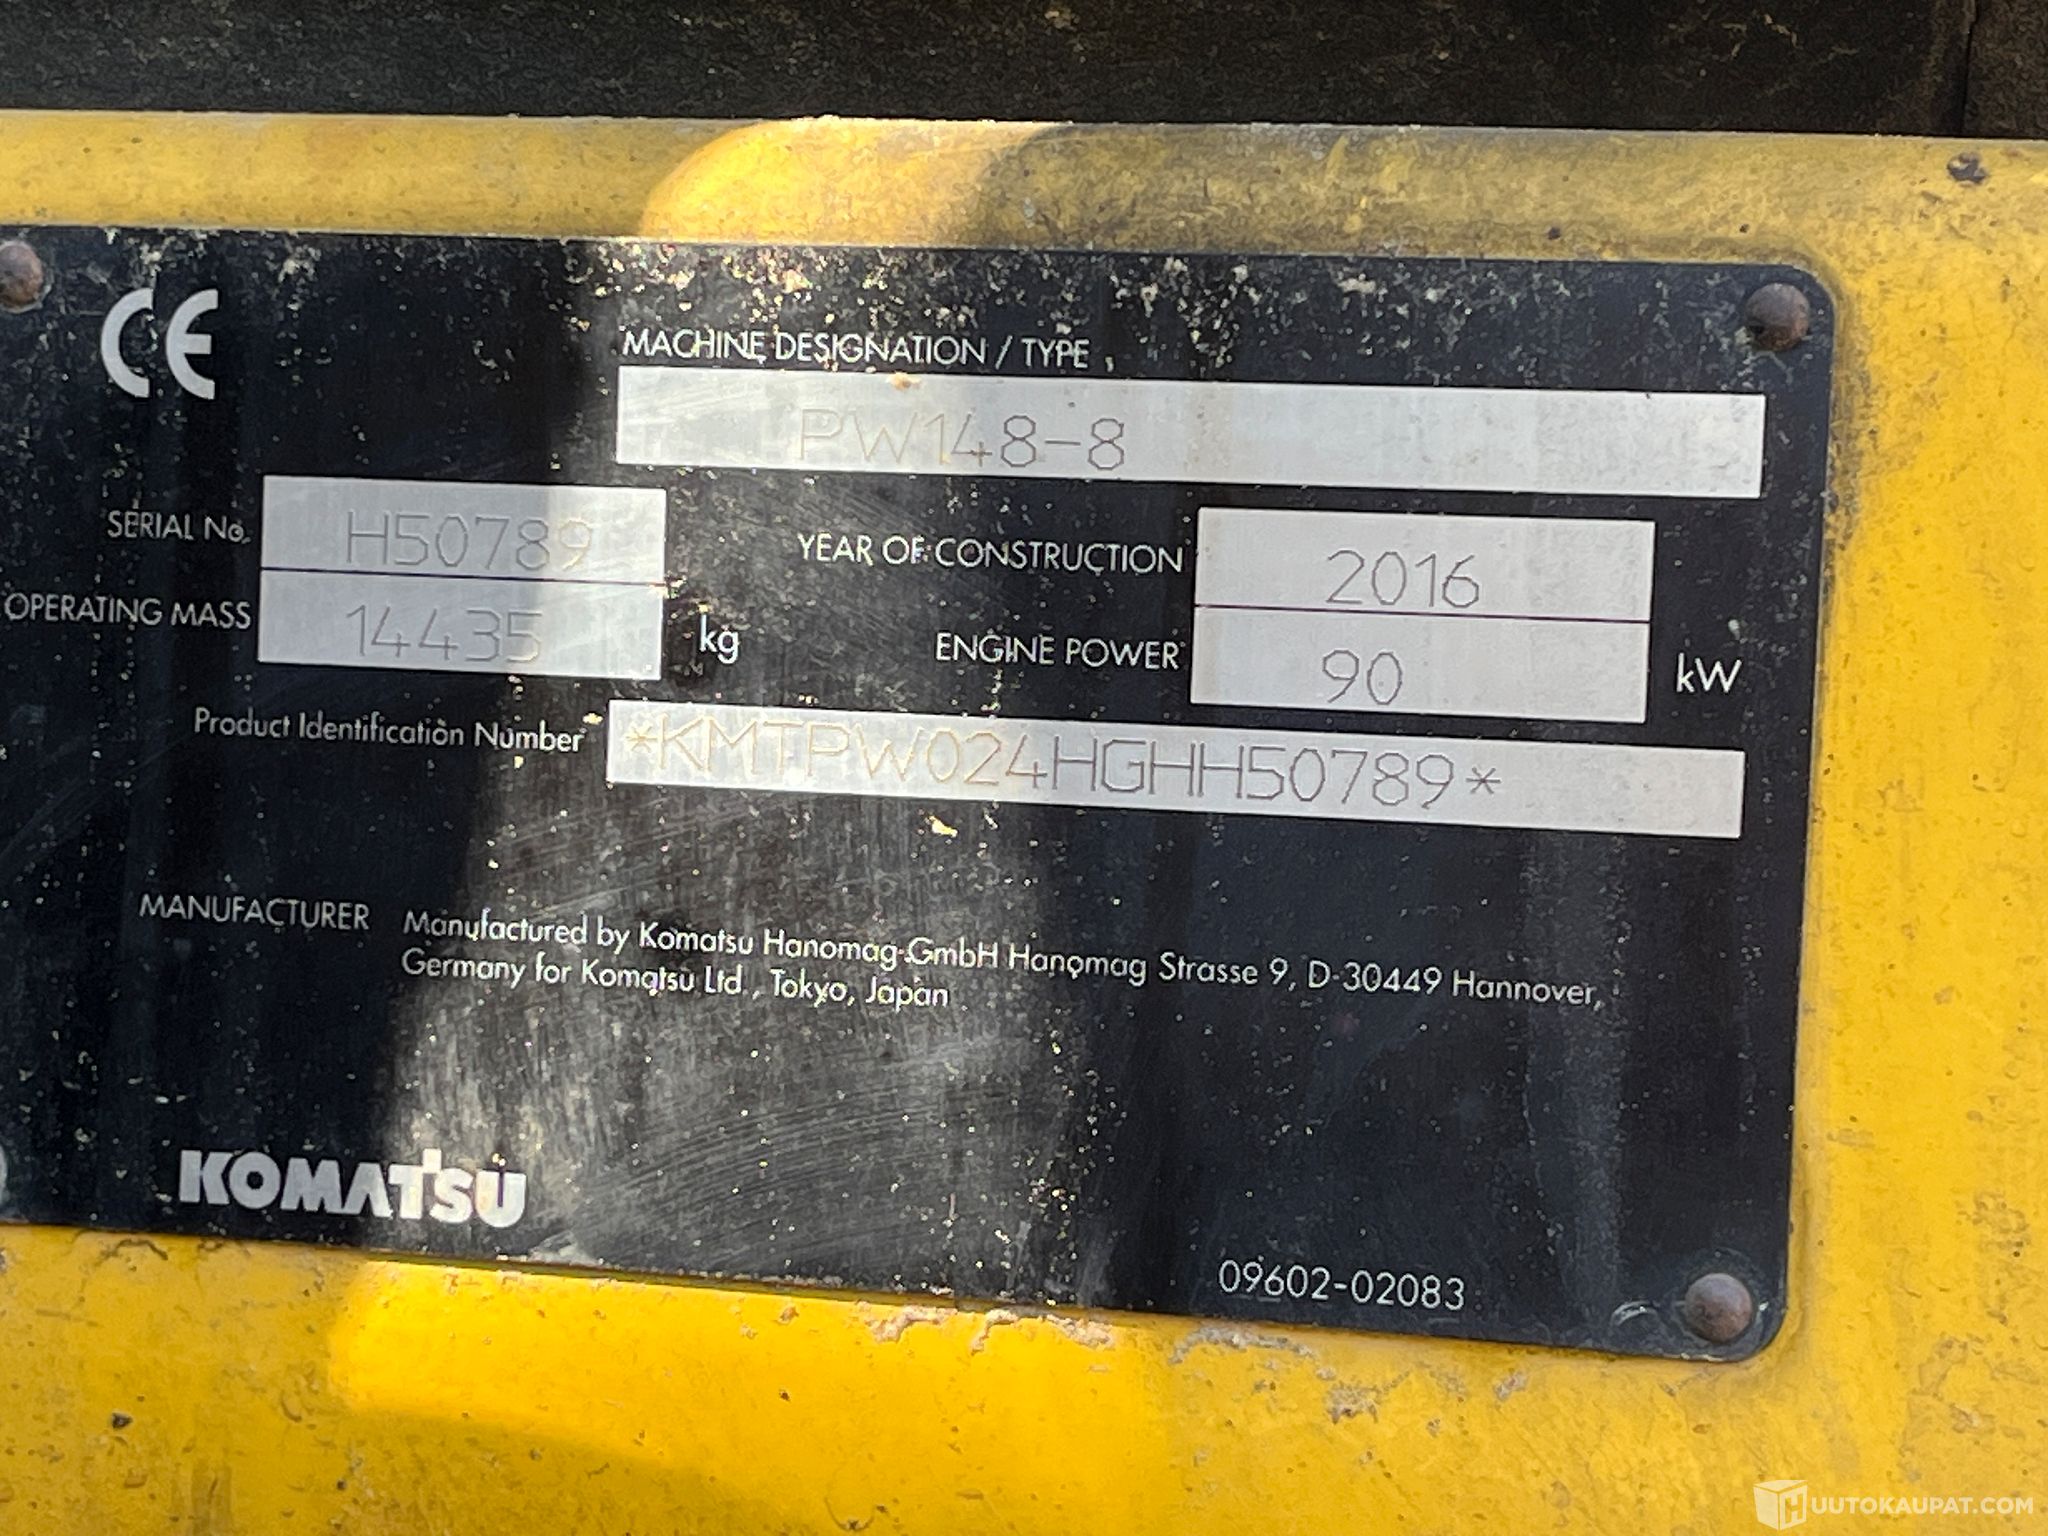 CE
MACHINE DESIGNATION / TYPE
PW148-8
SERIAL No. H50789
YEAR OF CONSTRUCTION 2016
OPERATING MASS 14435 kg
ENGINE POWER 90 kW
Product Identification Number *KMTPW024HGHH50789*
MANUFACTURER Manufactured by Komatsu Hanomag GmbH Hanomag Strasse 9, D-30449 Hannover,
Germany for Komatsu Ltd., Tokyo, Japan
KOMATSU
09602-02083
HUUTOKAUPAT.COM